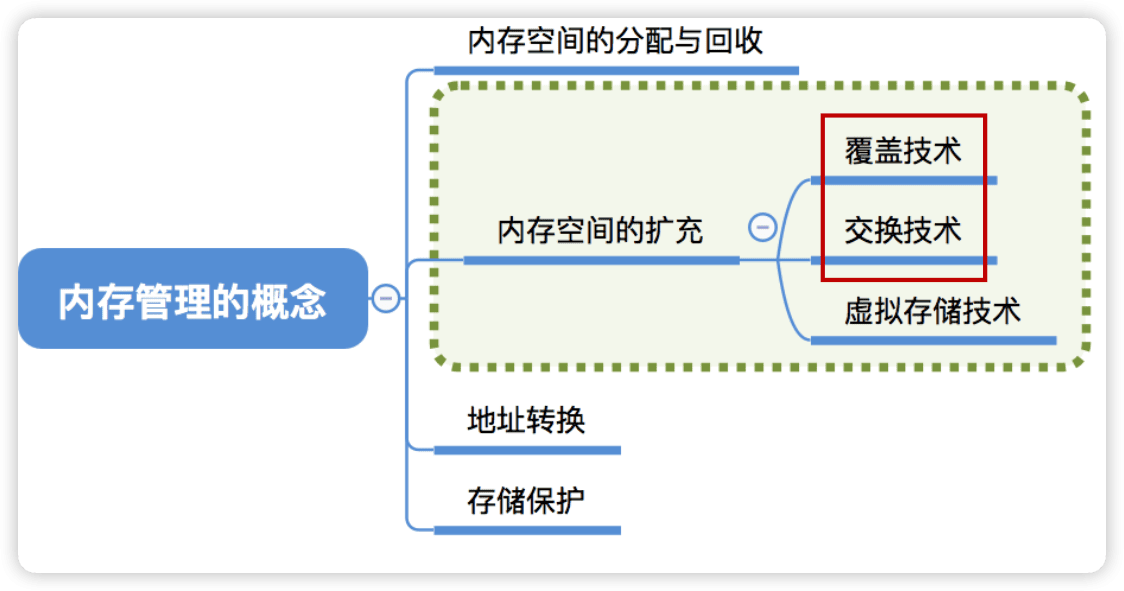 内存空间的分配与回收
覆盖技术
内存空间的扩充
交换技术
虚拟存储技术
内存管理的概念
地址转换
存储保护